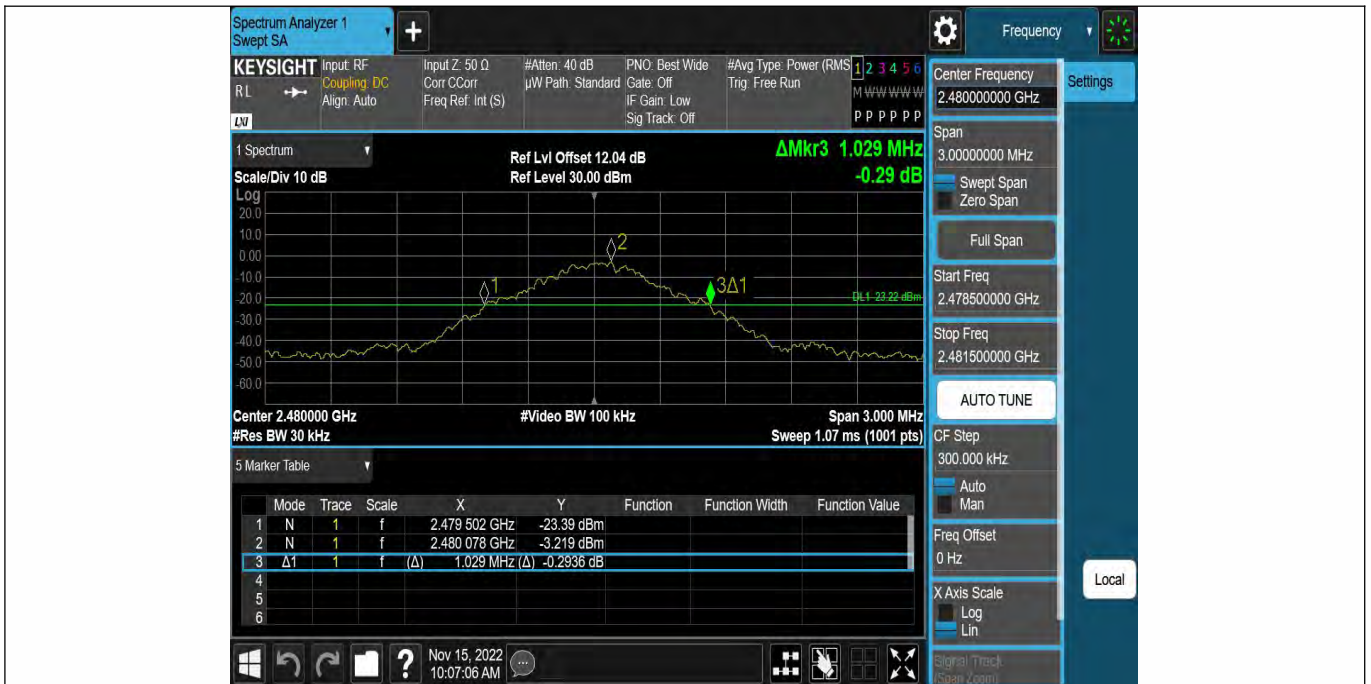 Spectrum Analyzer 1
Swept SA
+
Frequency
KEYSIGHT
RL
LXI
Input: RF
Coupling: DC
Align: Auto
Input Z: 50 Ω
Corr CCorr
Freq Ref: Int (S)
#Atten: 40 dB
µW Path: Standard
PNO: Best Wide
Gate: Off
IF Gain: Low
Sig Track: Off
#Avg Type: Power (RMS
Trig: Free Run
1 2 3 4 5 6
M W W W W W
P P P P P P
1 Spectrum
Scale/Div 10 dB
Log
Ref Lvl Offset 12.04 dB
Ref Level 30.00 dBm
ΔMkr3 1.029 MHz
-0.29 dB
20.0
10.0
0.00
-10.0
-20.0
-30.0
-40.0
-50.0
-60.0
1
2
3Δ1
DL1 -23.22 dBm
Center 2.480000 GHz
#Video BW 100 kHz
Span 3.000 MHz
#Res BW 30 kHz
Sweep 1.07 ms (1001 pts)
5 Marker Table
Mode Trace Scale X Y Function Function Width Function Value
1 N 1 f 2.479 502 GHz -23.39 dBm
2 N 1 f 2.480 078 GHz -3.219 dBm
3 Δ1 1 f (Δ) 1.029 MHz (Δ) -0.2936 dB
4
5
6
?
Nov 15, 2022
10:07:06 AM
Center Frequency
2.480000000 GHz
Settings
Span
3.00000000 MHz
Swept Span
Zero Span
Full Span
Start Freq
2.478500000 GHz
Stop Freq
2.481500000 GHz
AUTO TUNE
CF Step
300.000 kHz
Auto
Man
Freq Offset
0 Hz
Local
X Axis Scale
Log
Lin
Signal Track
(Span Zoom)